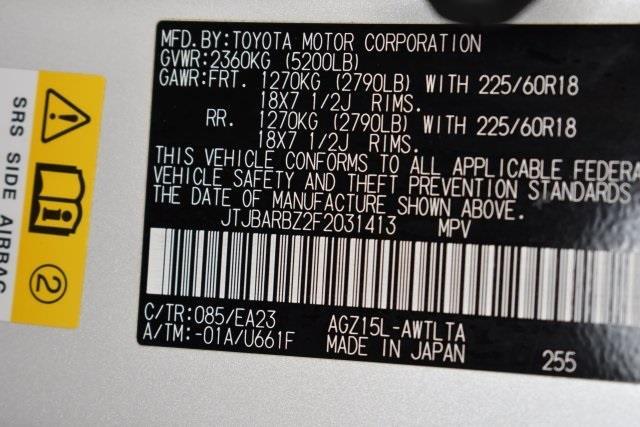 MFD.BY:TOYOTA MOTOR CORPORATION
GVWR:2360KG (5200LB)
GAWR:FRT. 1270KG (2790LB) WITH 225/60R18
18X7 1/2J RIMS.
RR. 1270KG (2790LB) WITH 225/60R18
18X7 1/2J RIMS.
THIS VEHICLE CONFORMS TO ALL APPLICABLE FEDERA
VEHICLE SAFETY AND THEFT PREVENTION STANDARDS
THE DATE OF MANUFACTURE SHOWN ABOVE.
JTJBARBZ2F2031413 MPV
C/TR:085/EA23 AGZ15L-AWTLTA
A/TM:-01A/U661F MADE IN JAPAN 255
SRS SIDE AIRBAG
2